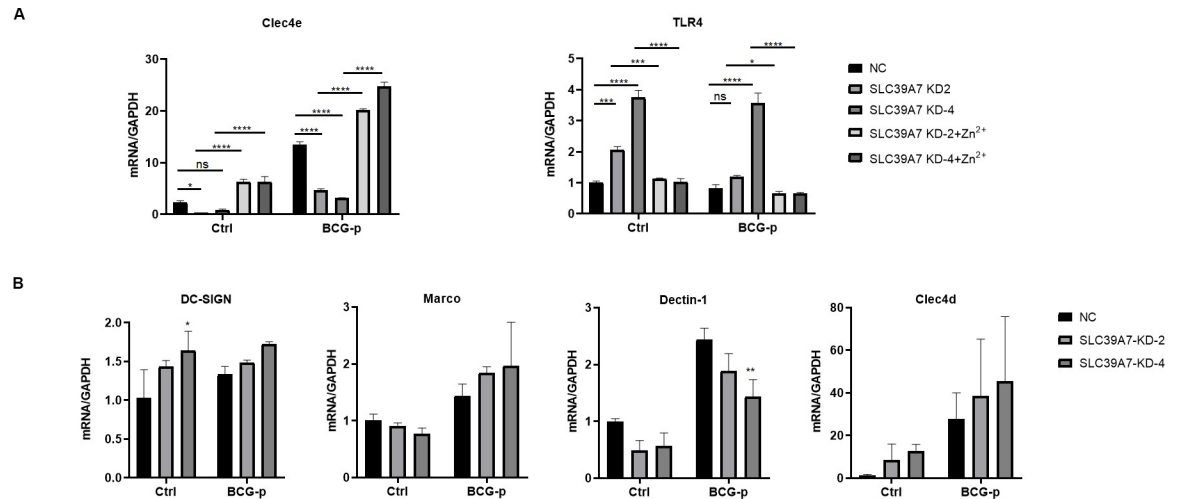 A
Clec4e
mRNA/GAPDH
30
20
10
0
*
ns
****
****
****
****
****
****
Ctrl
BCG-p
TLR4
mRNA/GAPDH
5
4
3
2
1
0
***
****
***
****
ns
****
*
****
Ctrl
BCG-p
NC
SLC39A7 KD2
SLC39A7 KD-4
SLC39A7 KD-2+Zn2+
SLC39A7 KD-4+Zn2+
B
DC-SIGN
mRNA/GAPDH
2.0
1.5
1.0
0.5
0.0
*
Ctrl
BCG-p
Marco
mRNA/GAPDH
3
2
1
0
Ctrl
BCG-p
Dectin-1
mRNA/GAPDH
3
2
1
0
**
Ctrl
BCG-p
Clec4d
mRNA/GAPDH
80
60
40
20
0
Ctrl
BCG-p
NC
SLC39A7-KD-2
SLC39A7-KD-4